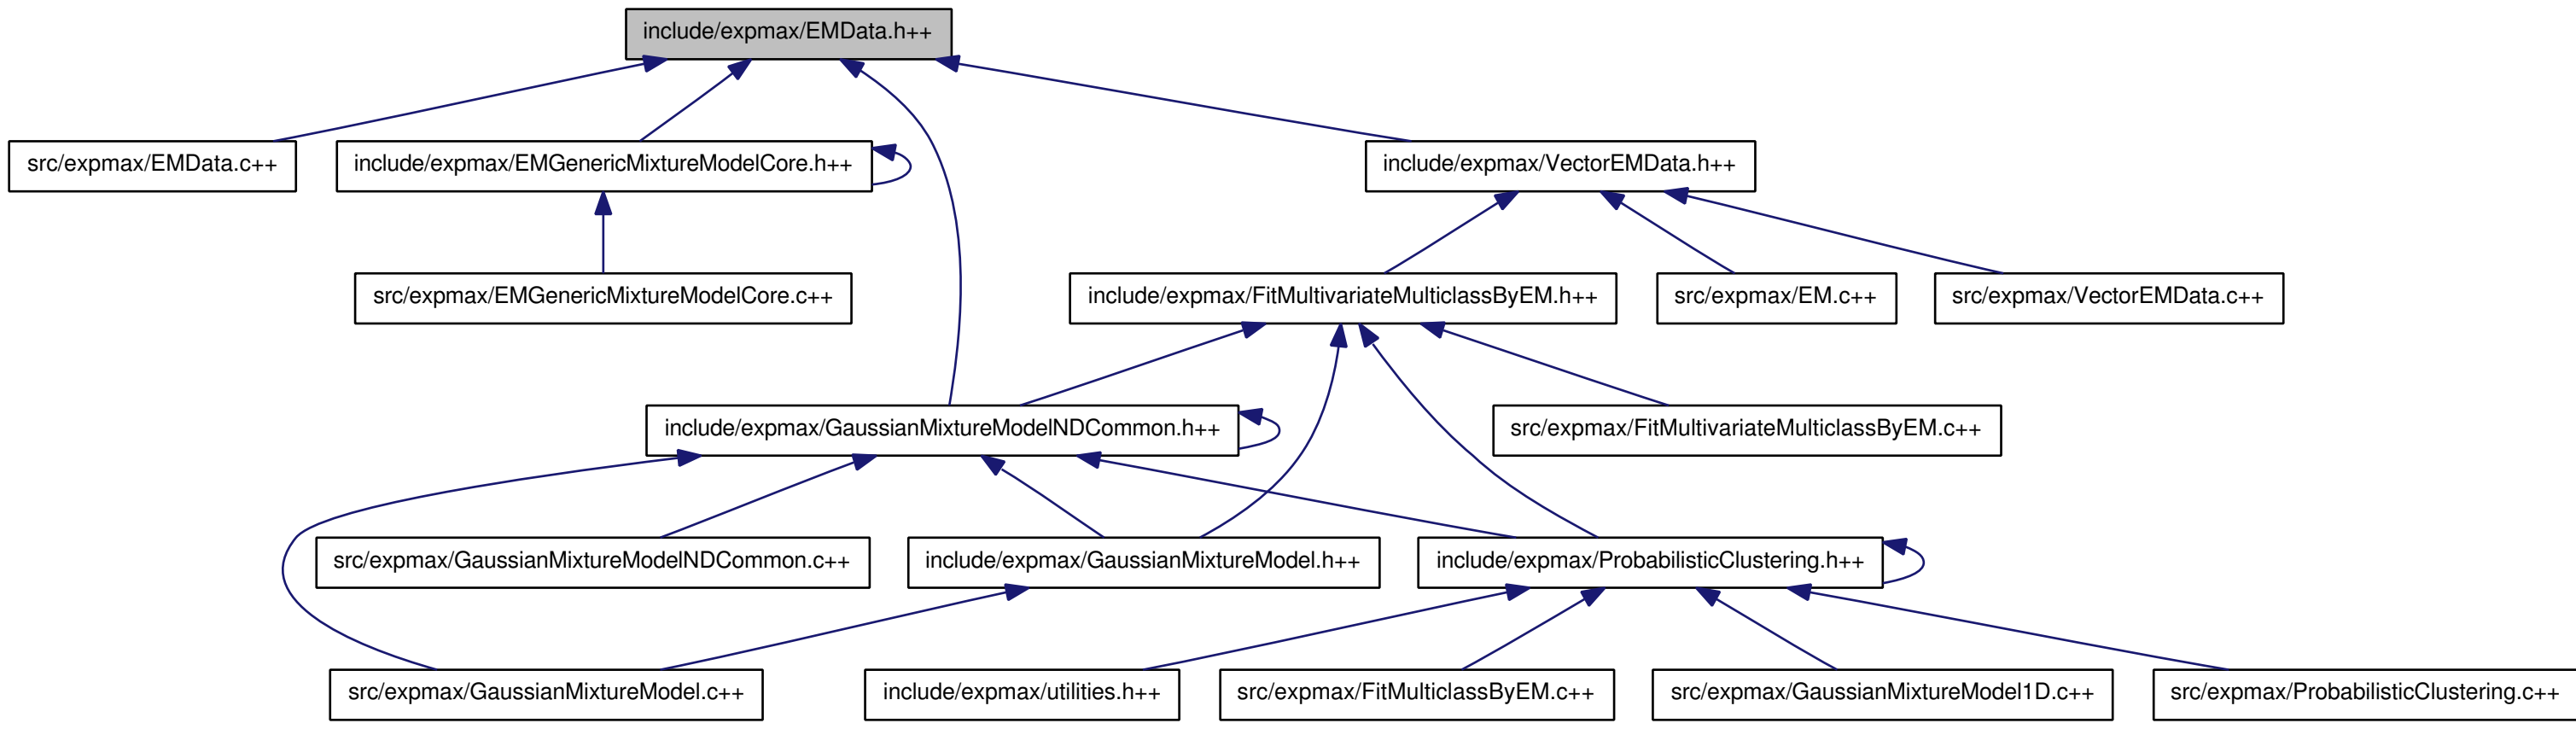 include/expmax/EMData.h++
src/expmax/EMData.c++
include/expmax/EMGenericMixtureModelCore.h++
include/expmax/VectorEMData.h++
src/expmax/EMGenericMixtureModelCore.c++
include/expmax/FitMultivariateMulticlassByEM.h++
src/expmax/EM.c++
src/expmax/VectorEMData.c++
include/expmax/GaussianMixtureModelNDCommon.h++
src/expmax/FitMultivariateMulticlassByEM.c++
src/expmax/GaussianMixtureModelNDCommon.c++
include/expmax/GaussianMixtureModel.h++
include/expmax/ProbabilisticClustering.h++
src/expmax/GaussianMixtureModel.c++
include/expmax/utilities.h++
src/expmax/FitMulticlassByEM.c++
src/expmax/GaussianMixtureModel1D.c++
src/expmax/ProbabilisticClustering.c++